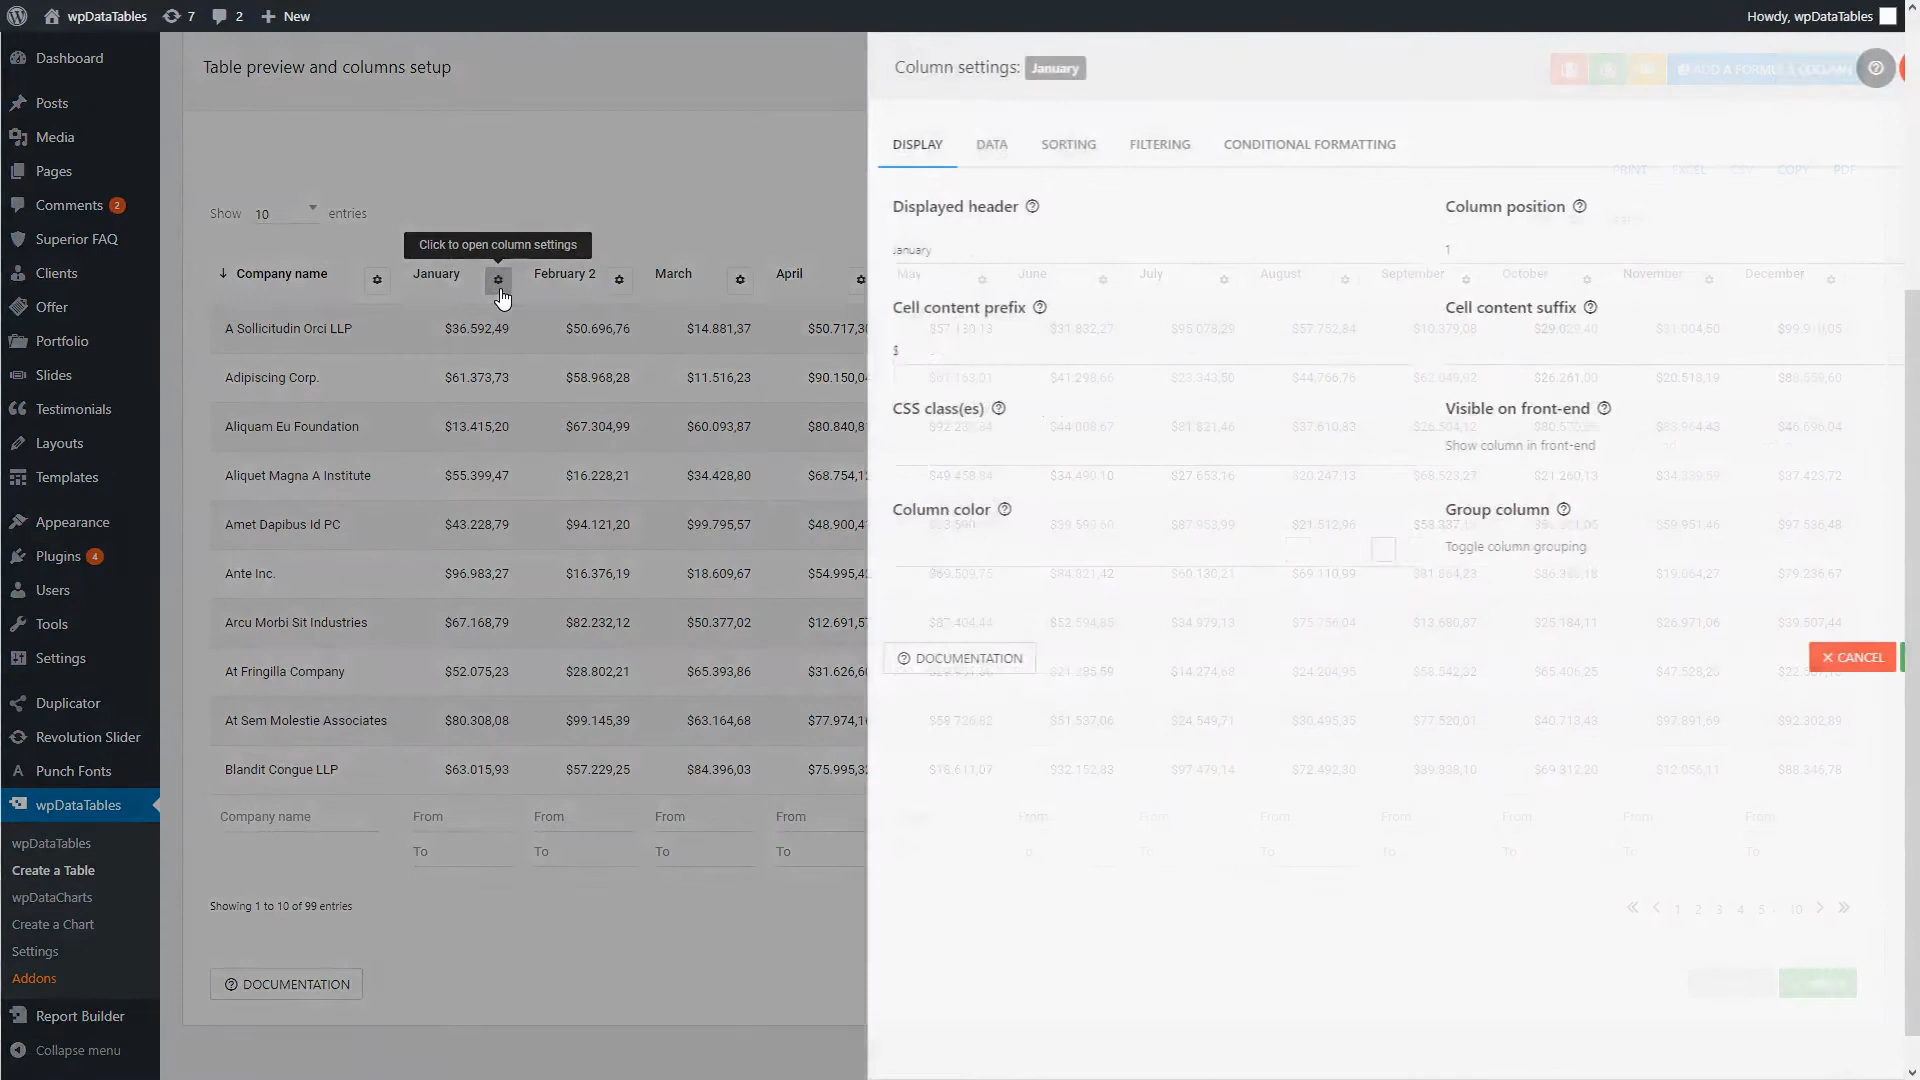 wpDataTables 7 2 New Howdy, wpDataTables
Dashboard
Posts
Media
Pages
Comments 2
Superior FAQ
Clients
Offer
Portfolio
Slides
Testimonials
Layouts
Templates
Appearance
Plugins 4
Users
Tools
Settings
Duplicator
Revolution Slider
Punch Fonts
wpDataTables
wpDataTables
Create a Table
wpDataCharts
Create a Chart
Settings
Addons
Report Builder
Collapse menu
Table preview and columns setup
Show 10 entries
Click to open column settings
Company name January February 2 March April
A Sollicitudin Orci LLP $36.592,49 $50.696,76 $14.881,37 $50.717,30
Adipiscing Corp. $61.373,73 $58.968,28 $11.516,23 $90.150,04
Aliquam Eu Foundation $13.415,20 $67.304,99 $60.093,87 $80.840,8
Aliquet Magna A Institute $55.399,47 $16.228,21 $34.428,80 $68.754,1
Amet Dapibus Id PC $43.228,79 $94.121,20 $99.795,57 $48.900,4
Ante Inc. $96.983,27 $16.376,19 $18.609,67 $54.995,4
Arcu Morbi Sit Industries $67.168,79 $82.232,12 $50.377,02 $12.691,5
At Fringilla Company $52.075,23 $28.802,21 $65.393,86 $31.626,6
At Sem Molestie Associates $80.308,08 $99.145,39 $63.164,68 $77.974,1
Blandit Congue LLP $63.015,93 $57.229,25 $84.396,03 $75.995,3
Company name From From From From
To To To To
Showing 1 to 10 of 99 entries
DOCUMENTATION
Column settings: January
DISPLAY DATA SORTING FILTERING CONDITIONAL FORMATTING
PRINT EXCEL CSV COPY PDF
Displayed header Column position
January 1
May June July August September October November December
Cell content prefix Cell content suffix
$57.130,13 $31.832,27 $95.078,29 $57.752,84 $10.379,08 $29.029,40 $31.004,50
$
$61.163,01 $41.298,66 $23.343,50 $44.766,76 $62.049,92 $26.261,00 $20.518,19 $88.559,60
CSS class(es) Visible on front-end
$44.008,67 $81.821,46 $37.610,83 $26.504,12 $83.964,43 $46.696,04
Show column in front-end
$49.458,84 $34.490,10 $27.653,16 $20.247,13 $68.523,27 $21.260,13 $34.389,59 $37.423,72
Column color Group column
$39.599,60 $87.953,99 $21.512,96 $59.951,46 $97.536,48
Toggle column grouping
$69.509,75 $84.821,42 $60.130,21 $69.110,99 $81.864,23 $19.664,27 $79.236,67
$87.404,44 $52.594,85 $34.979,13 $75.756,04 $13.680,87 $25.184,11 $26.971,06 $39.507,44
DOCUMENTATION CANCEL
$21.285,59 $14.274,68 $24.204,95 $58.542,32 $65.406,25 $47.528,25
$58.726,82 $51.537,06 $24.549,71 $30.495,35 $77.520,01 $40.713,43 $97.891,69 $92.302,89
$18.611,07 $32.152,83 $97.479,14 $72.492,30 $39.838,10 $69.312,20 $12.056,11 $88.346,78
From From From From From From From
To To To To To To
1 2 3 4 5 10